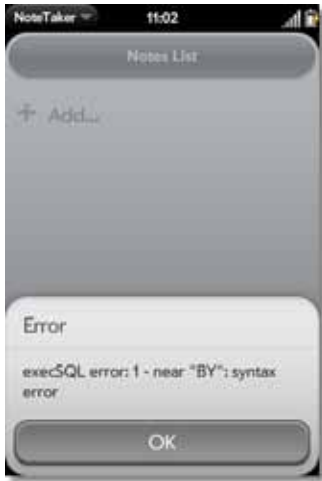 NoteTaker 11:02
Notes List
+ Add...
Error
execSQL error: 1 - near "BY": syntax
error
OK